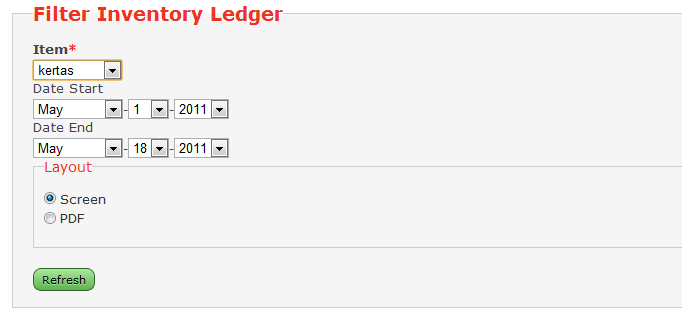 Filter Inventory Ledger
Item*
kertas
Date Start
May - 1 - 2011
Date End
May - 18 - 2011
Layout
Screen
PDF
Refresh